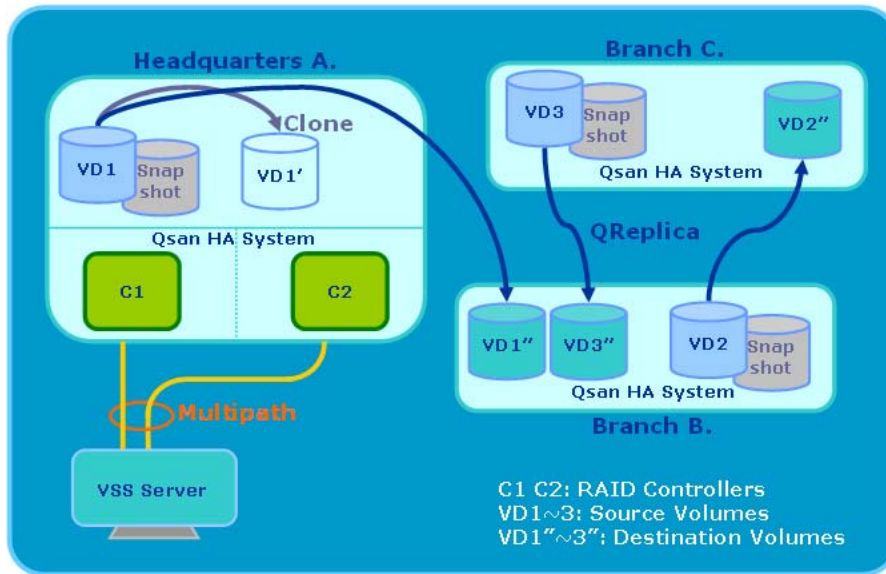 Headquarters A.
Clone
VD1
Snap
shot
VD1'
Qsan HA System
C1
C2
Multipath
VSS Server
Branch C.
VD3
Snap
shot
VD2"
Qsan HA System
QReplica
VD1"
VD3"
VD2
Snap
shot
Qsan HA System
Branch B.
C1 C2: RAID Controllers
VD1~3: Source Volumes
VD1"~3": Destination Volumes